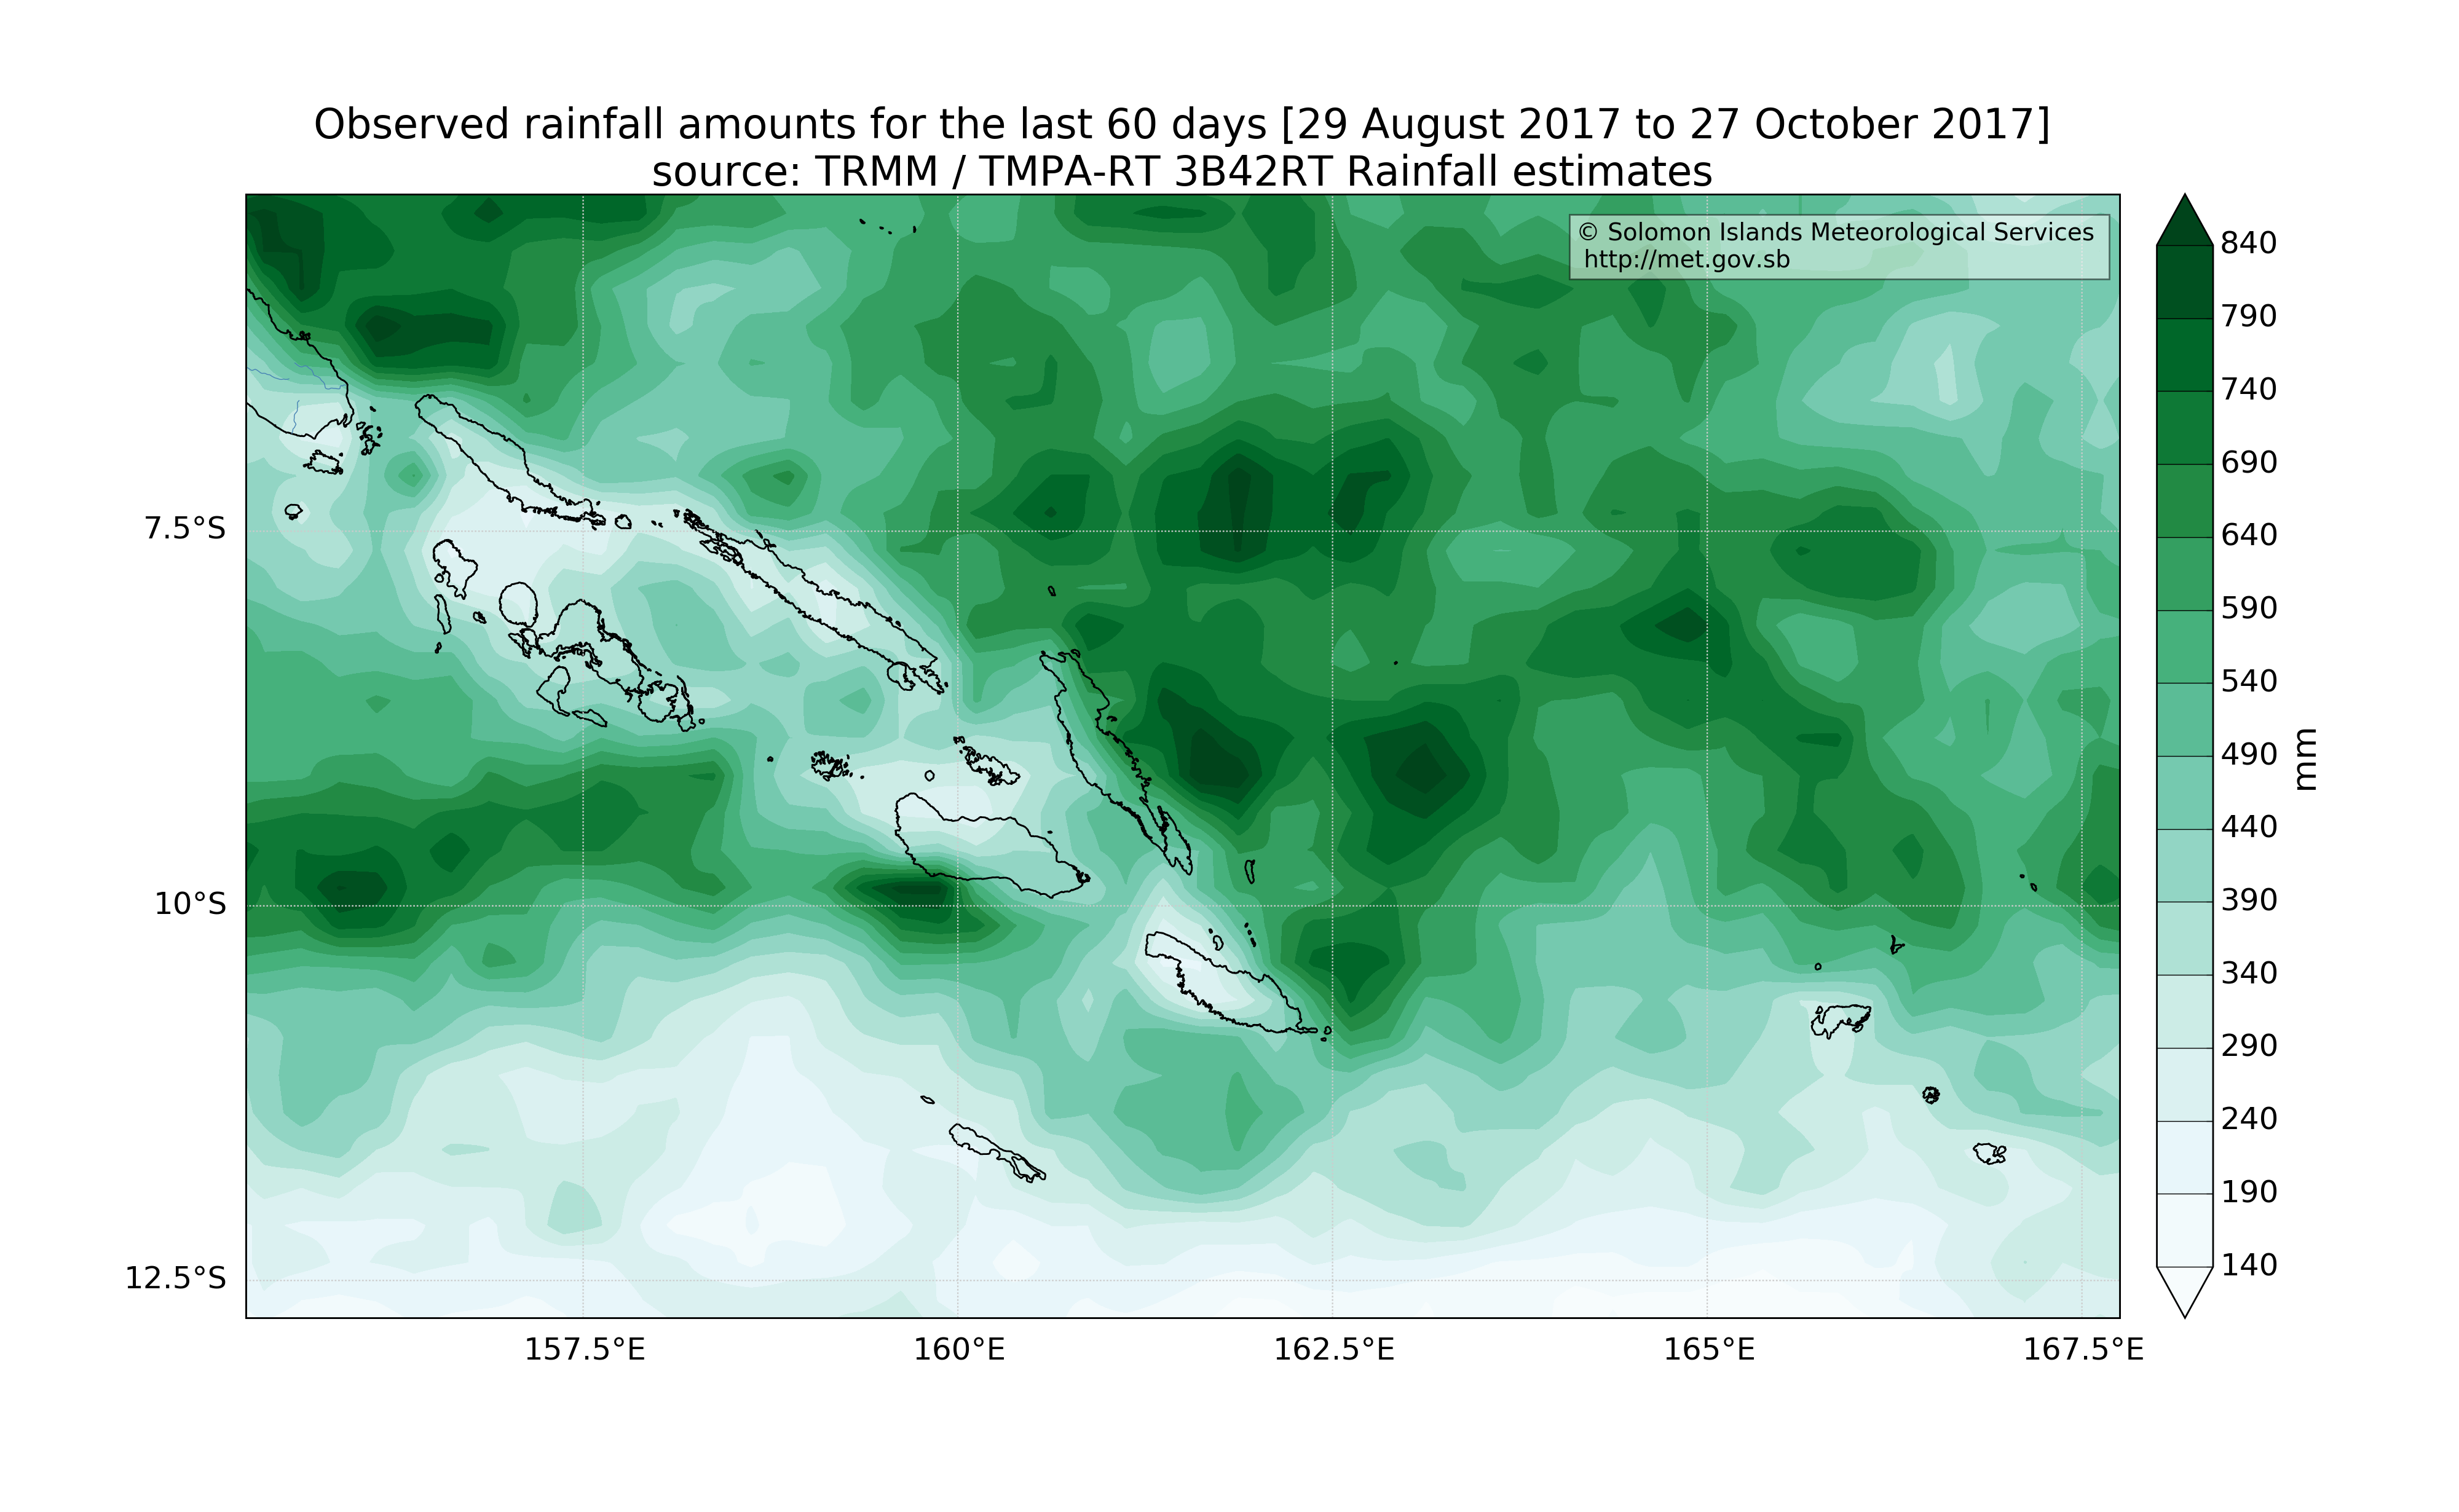 Observed rainfall amounts for the last 60 days [29 August 2017 to 27 October 2017]
source: TRMM / TMPA-RT 3B42RT Rainfall estimates
© Solomon Islands Meteorological Services
http://met.gov.sb
840
790
740
690
640
590
540
490
440
390
340
290
240
190
140
mm
7.5°S
10°S
12.5°S
157.5°E
160°E
162.5°E
165°E
167.5°E